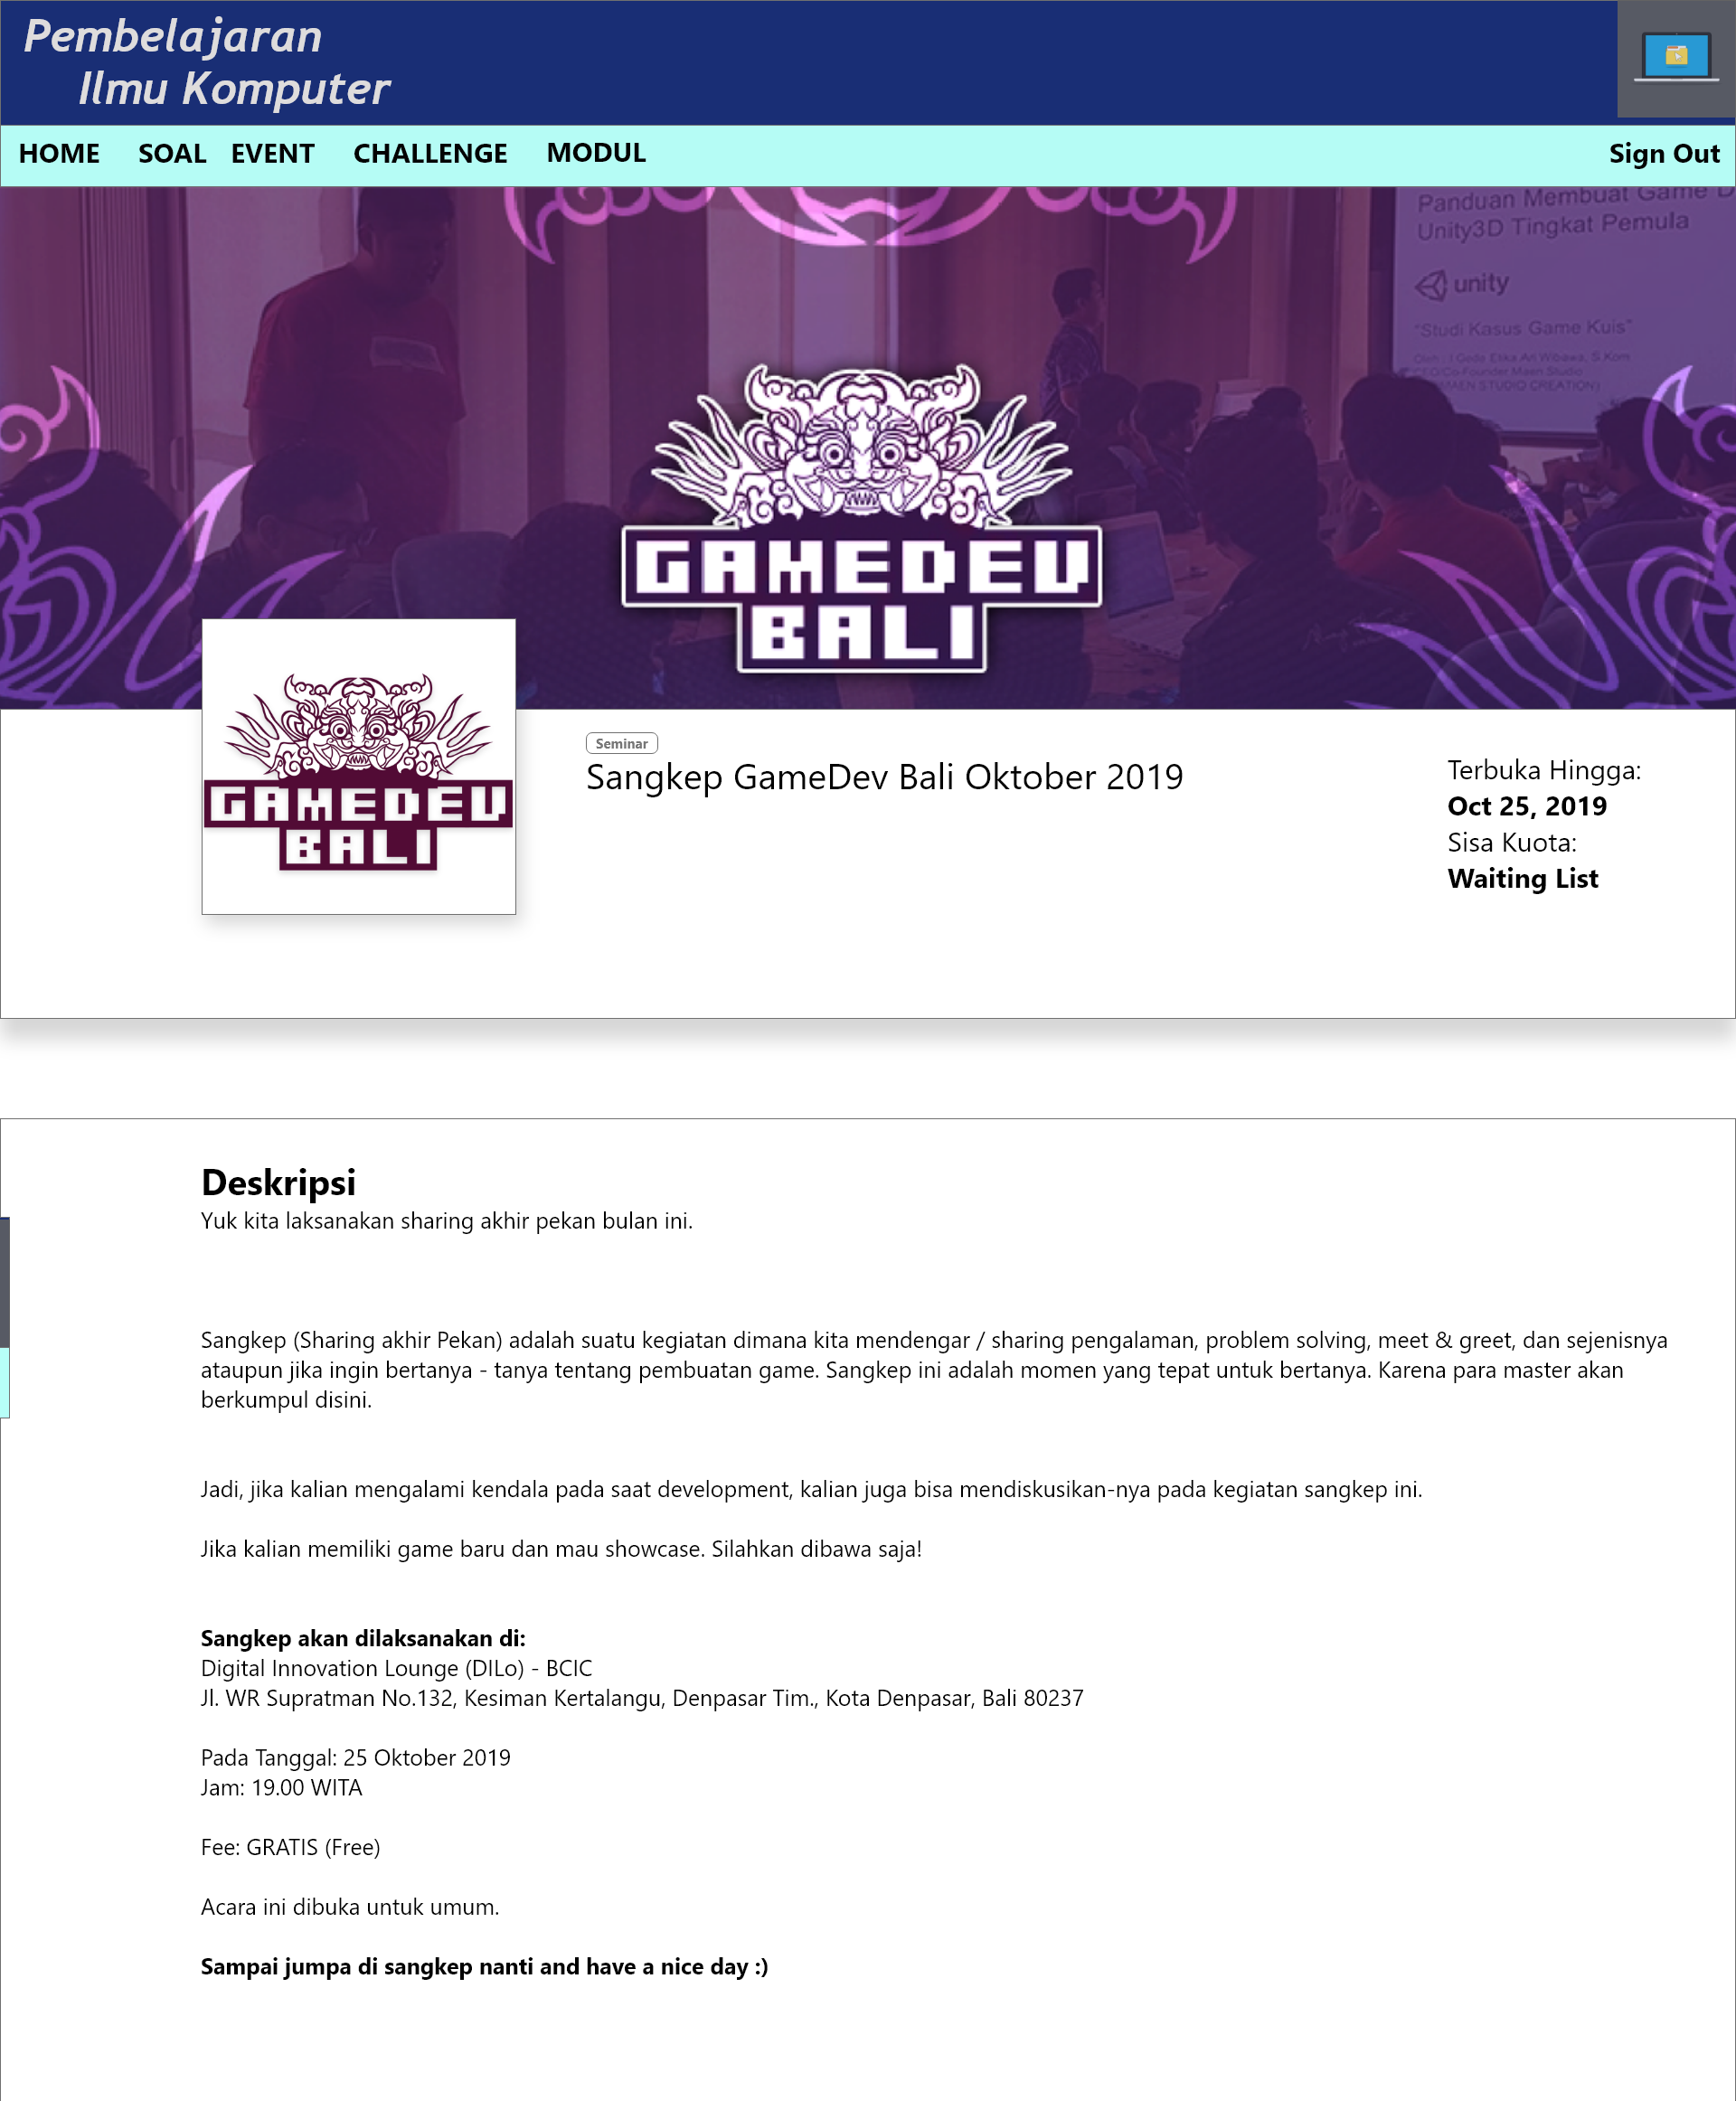 Pembelajaran
Ilmu Komputer
HOME SOAL EVENT CHALLENGE MODUL Sign Out
Panduan Membuat Game D
Unity3D Tingkat Pemula
unity
"Studi Kasus Game Kuis"
GAMEDEV
BALI
GAMEDEV
BALI
Seminar
Sangkep GameDev Bali Oktober 2019
Terbuka Hingga:
Oct 25, 2019
Sisa Kuota:
Waiting List
Deskripsi
Yuk kita laksanakan sharing akhir pekan bulan ini.
Sangkep (Sharing akhir Pekan) adalah suatu kegiatan dimana kita mendengar / sharing pengalaman, problem solving, meet & greet, dan sejenisnya
ataupun jika ingin bertanya - tanya tentang pembuatan game. Sangkep ini adalah momen yang tepat untuk bertanya. Karena para master akan
berkumpul disini.
Jadi, jika kalian mengalami kendala pada saat development, kalian juga bisa mendiskusikan-nya pada kegiatan sangkep ini.
Jika kalian memiliki game baru dan mau showcase. Silahkan dibawa saja!
Sangkep akan dilaksanakan di:
Digital Innovation Lounge (DILo) - BCIC
Jl. WR Supratman No.132, Kesiman Kertalangu, Denpasar Tim., Kota Denpasar, Bali 80237
Pada Tanggal: 25 Oktober 2019
Jam: 19.00 WITA
Fee: GRATIS (Free)
Acara ini dibuka untuk umum.
Sampai jumpa di sangkep nanti and have a nice day :)